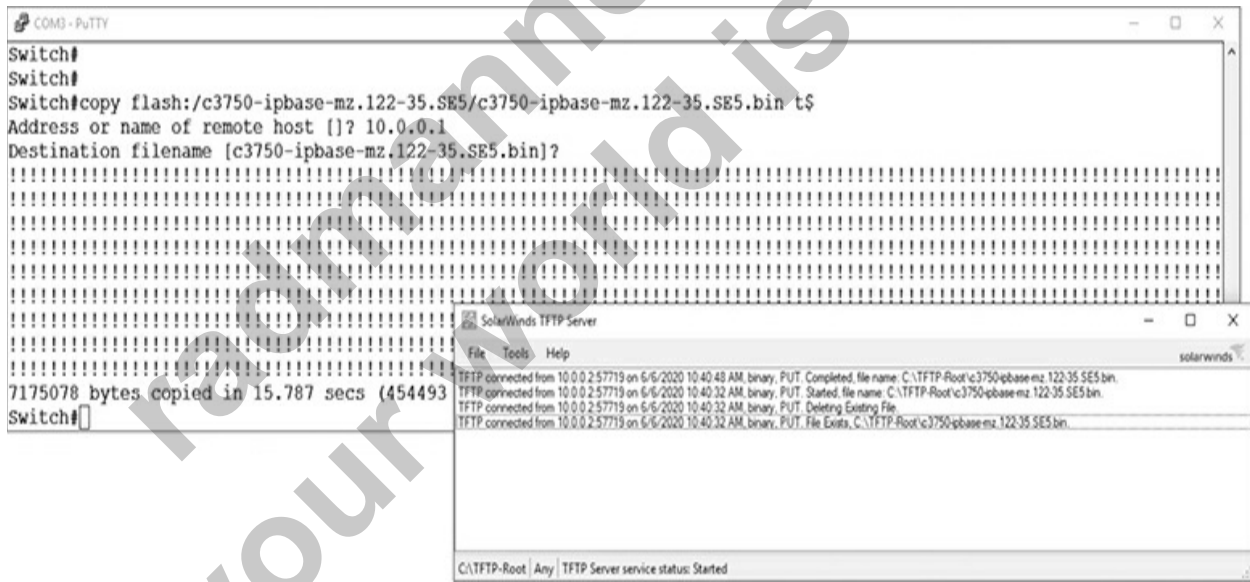 COM3 - PuTTY
Switch#
Switch#
Switch#copy flash:/c3750-ipbase-mz.122-35.SE5/c3750-ipbase-mz.122-35.SE5.bin t$
Address or name of remote host []? 10.0.0.1
Destination filename [c3750-ipbase-mz.122-35.SE5.bin]?
!!!!!!!!!!!!!!!!!!!!!!!!!!!!!!!!!!!!!!!!!!!!!!!!!!!!!!!!!!!!!!!!!!!!!!!!!!!!!!!!
!!!!!!!!!!!!!!!!!!!!!!!!!!!!!!!!!!!!!!!!!!!!!!!!!!!!!!!!!!!!!!!!!!!!!!!!!!!!!!!!
!!!!!!!!!!!!!!!!!!!!!!!!!!!!!!!!!!!!!!!!!!!!!!!!!!!!!!!!!!!!!!!!!!!!!!!!!!!!!!!!
!!!!!!!!!!!!!!!!!!!!!!!!!!!!!!!!!!!!!!!!!!!!!!!!!!!!!!!!!!!!!!!!!!!!!!!!!!!!!!!!
!!!!!!!!!!!!!!!!!!!!!!!!!!!!!!!!!!!!!!!!!!!!!!!!!!!!!!!!!!!!!!!!!!!!!!!!!!!!!!!!
!!!!!!!!!!!!!!!!!!!!!!!!!!!!!!!!!!!!!!!!!!!!!!!!!!!!!!!!!!!!!!!!!!!!!!!!!!!!!!!!
!!!!!!!!!!!!!!!!!!!!!!!!!!!!!
!!!!!!!!!!!!!!!!!!!!!!!!!!!!!
!!!!!!!!!!!!!!!!!!!!!!!!!!!!!
7175078 bytes copied in 15.787 secs (454493
Switch#
SolarWinds TFTP Server
File Tools Help
solarwinds
TFTP connected from 10.0.0.2:57719 on 6/6/2020 10:40:48 AM, binary, PUT. Completed, file name: C:\TFTP-Root\c3750-ipbase-mz.122-35.SE5.bin.
TFTP connected from 10.0.0.2:57719 on 6/6/2020 10:40:32 AM, binary, PUT. Started, file name: C:\TFTP-Root\c3750-ipbase-mz.122-35.SE5.bin.
TFTP connected from 10.0.0.2:57719 on 6/6/2020 10:40:32 AM, binary, PUT. Deleting Existing File.
TFTP connected from 10.0.0.2:57719 on 6/6/2020 10:40:32 AM, binary, PUT. File Exists, C:\TFTP-Root\c3750-ipbase-mz.122-35.SE5.bin.
C:\TFTP-Root Any TFTP Server service status: Started
radmann
your world is